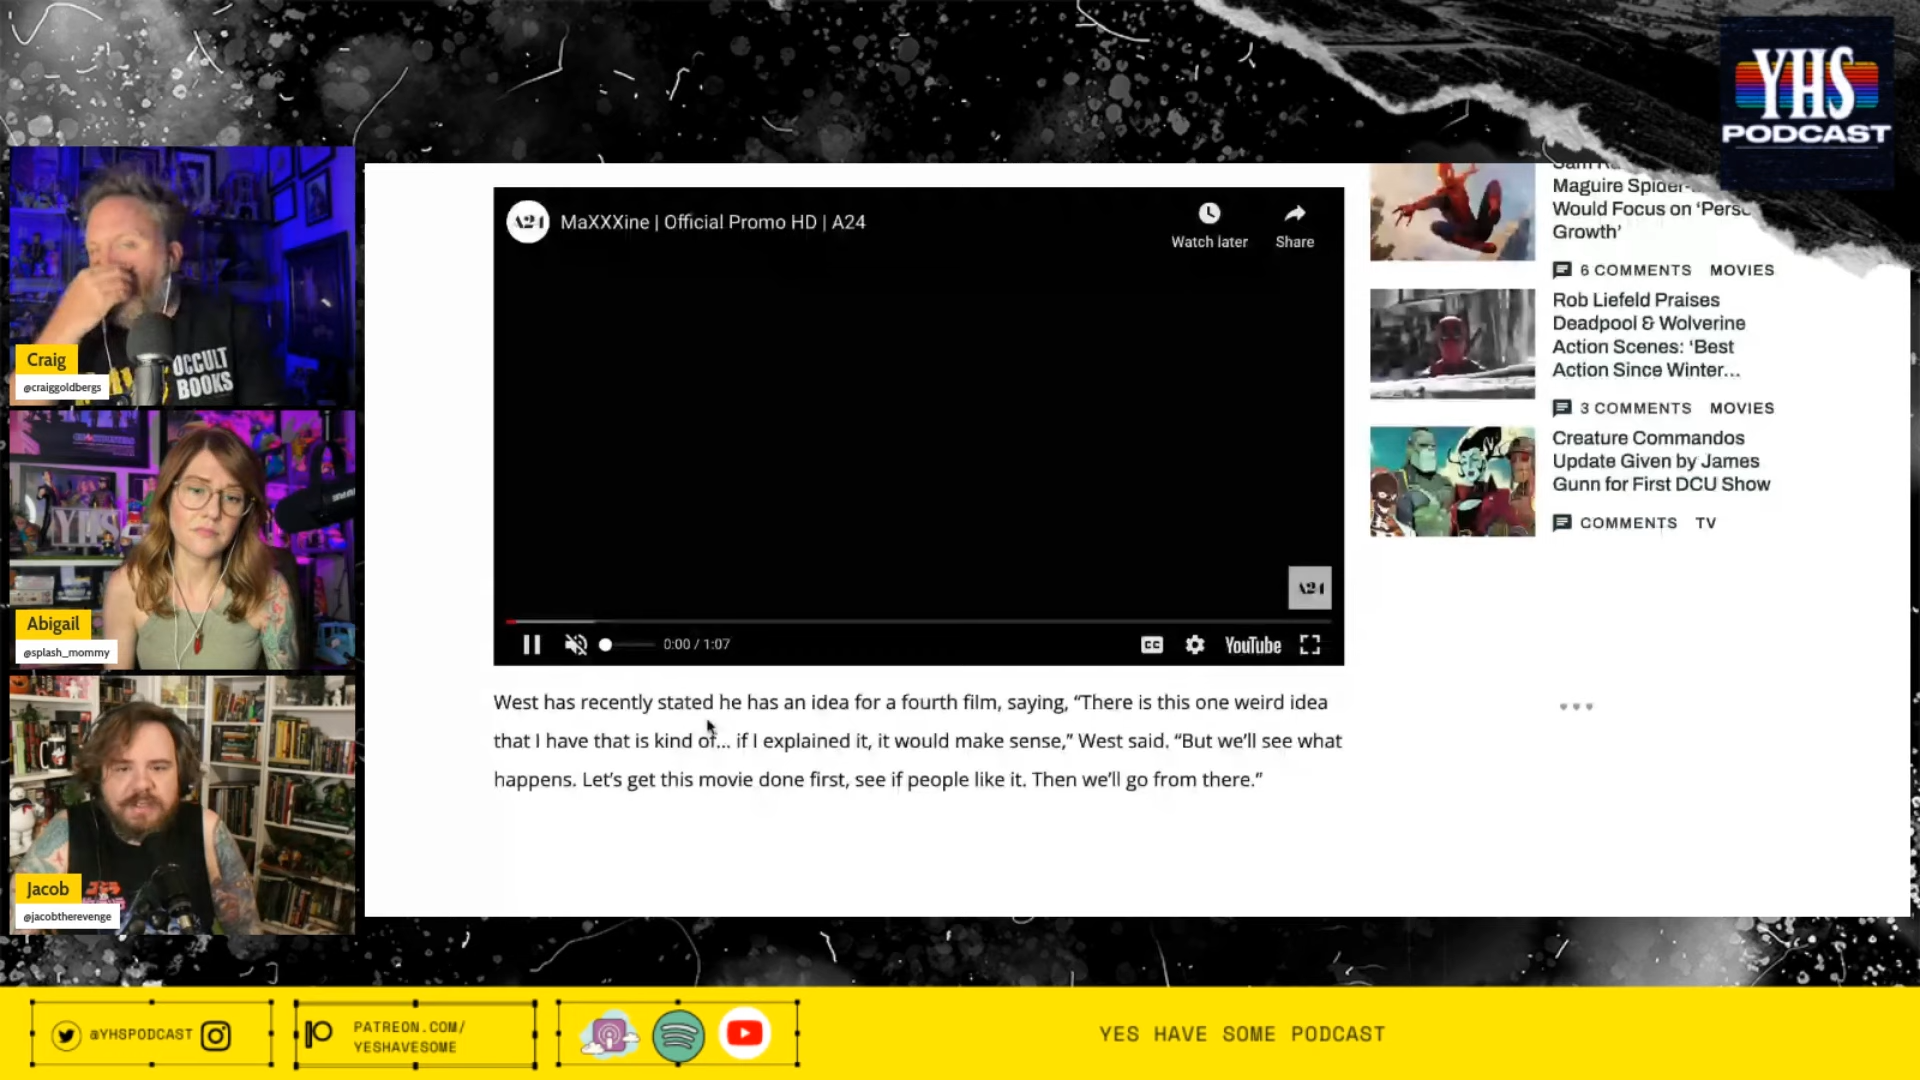 YHS
PODCAST
Craig
@craiggoldbergs
OCCULT
BOOKS
Abigail
@splash_mommy
YHS
Jacob
@jacobtherevenge
A24
MaXXXine | Official Promo HD | A24
Watch later
Share
A24
0:00 / 1:07
CC
YouTube
West has recently stated he has an idea for a fourth film, saying, “There is this one weird idea
that I have that is kind of... if I explained it, it would make sense,” West said. “But we’ll see what
happens. Let’s get this movie done first, see if people like it. Then we’ll go from there.”
Maguire
Would Focus on
Growth’
6 COMMENTS MOVIES
Rob Liefeld Praises
Deadpool & Wolverine
Action Scenes: ‘Best
Action Since Winter...
3 COMMENTS MOVIES
Creature Commandos
Update Given by James
Gunn for First DCU Show
COMMENTS TV
@YHSPODCAST
PATREON.COM/
YESHAVESOME
YES HAVE SOME PODCAST